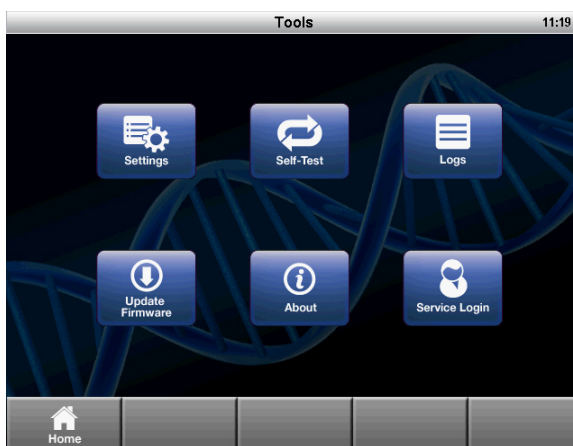 Tools
11:19
Settings
Self-Test
Logs
Update
Firmware
About
Service Login
Home